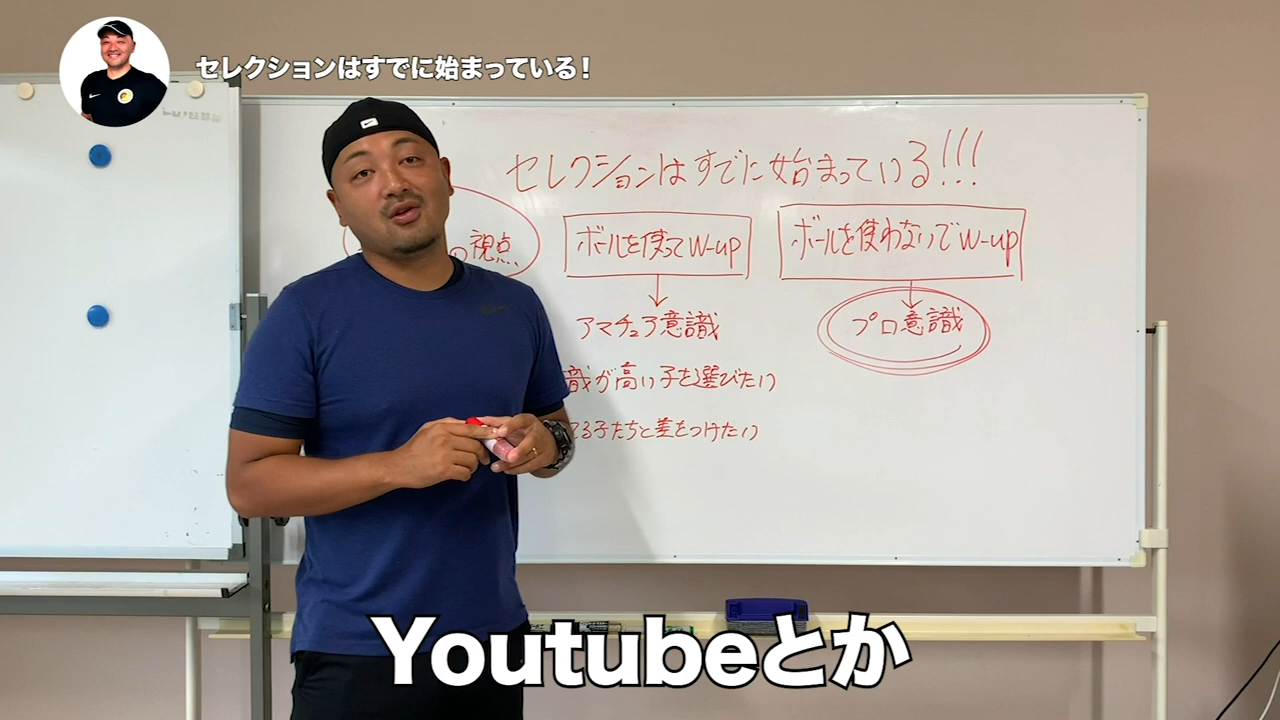 セレクションはすでに始まっている！
セレクションはすでに始まっている!!!
の視点
ボールを使ってW-up
ボールを使わないでW-up
アマチュア意識
プロ意識
識が高い子を選びたい
てる子たちと差をつけたい
Youtubeとか